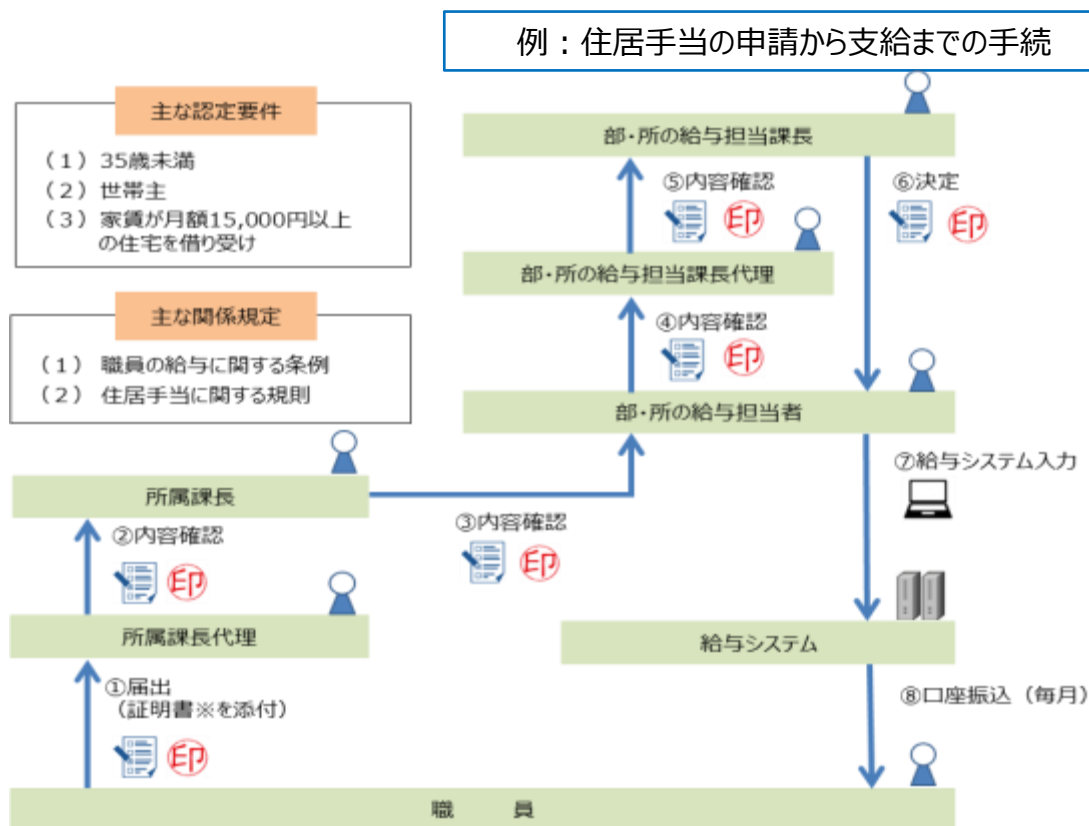 例：住居手当の申請から支給までの手続
主な認定要件
（１）35歳未満
（２）世帯主
（３）家賃が月額15,000円以上
の住宅を借り受け
主な関係規定
（１） 職員の給与に関する条例
（２） 住居手当に関する規則
部・所の給与担当課長
⑤内容確認
印
⑥決定
印
部・所の給与担当課長代理
④内容確認
印
部・所の給与担当者
⑦給与システム入力
所属課長
③内容確認
印
②内容確認
印
所属課長代理
給与システム
①届出
（証明書※を添付）
印
⑧口座振込（毎月）
職　　員